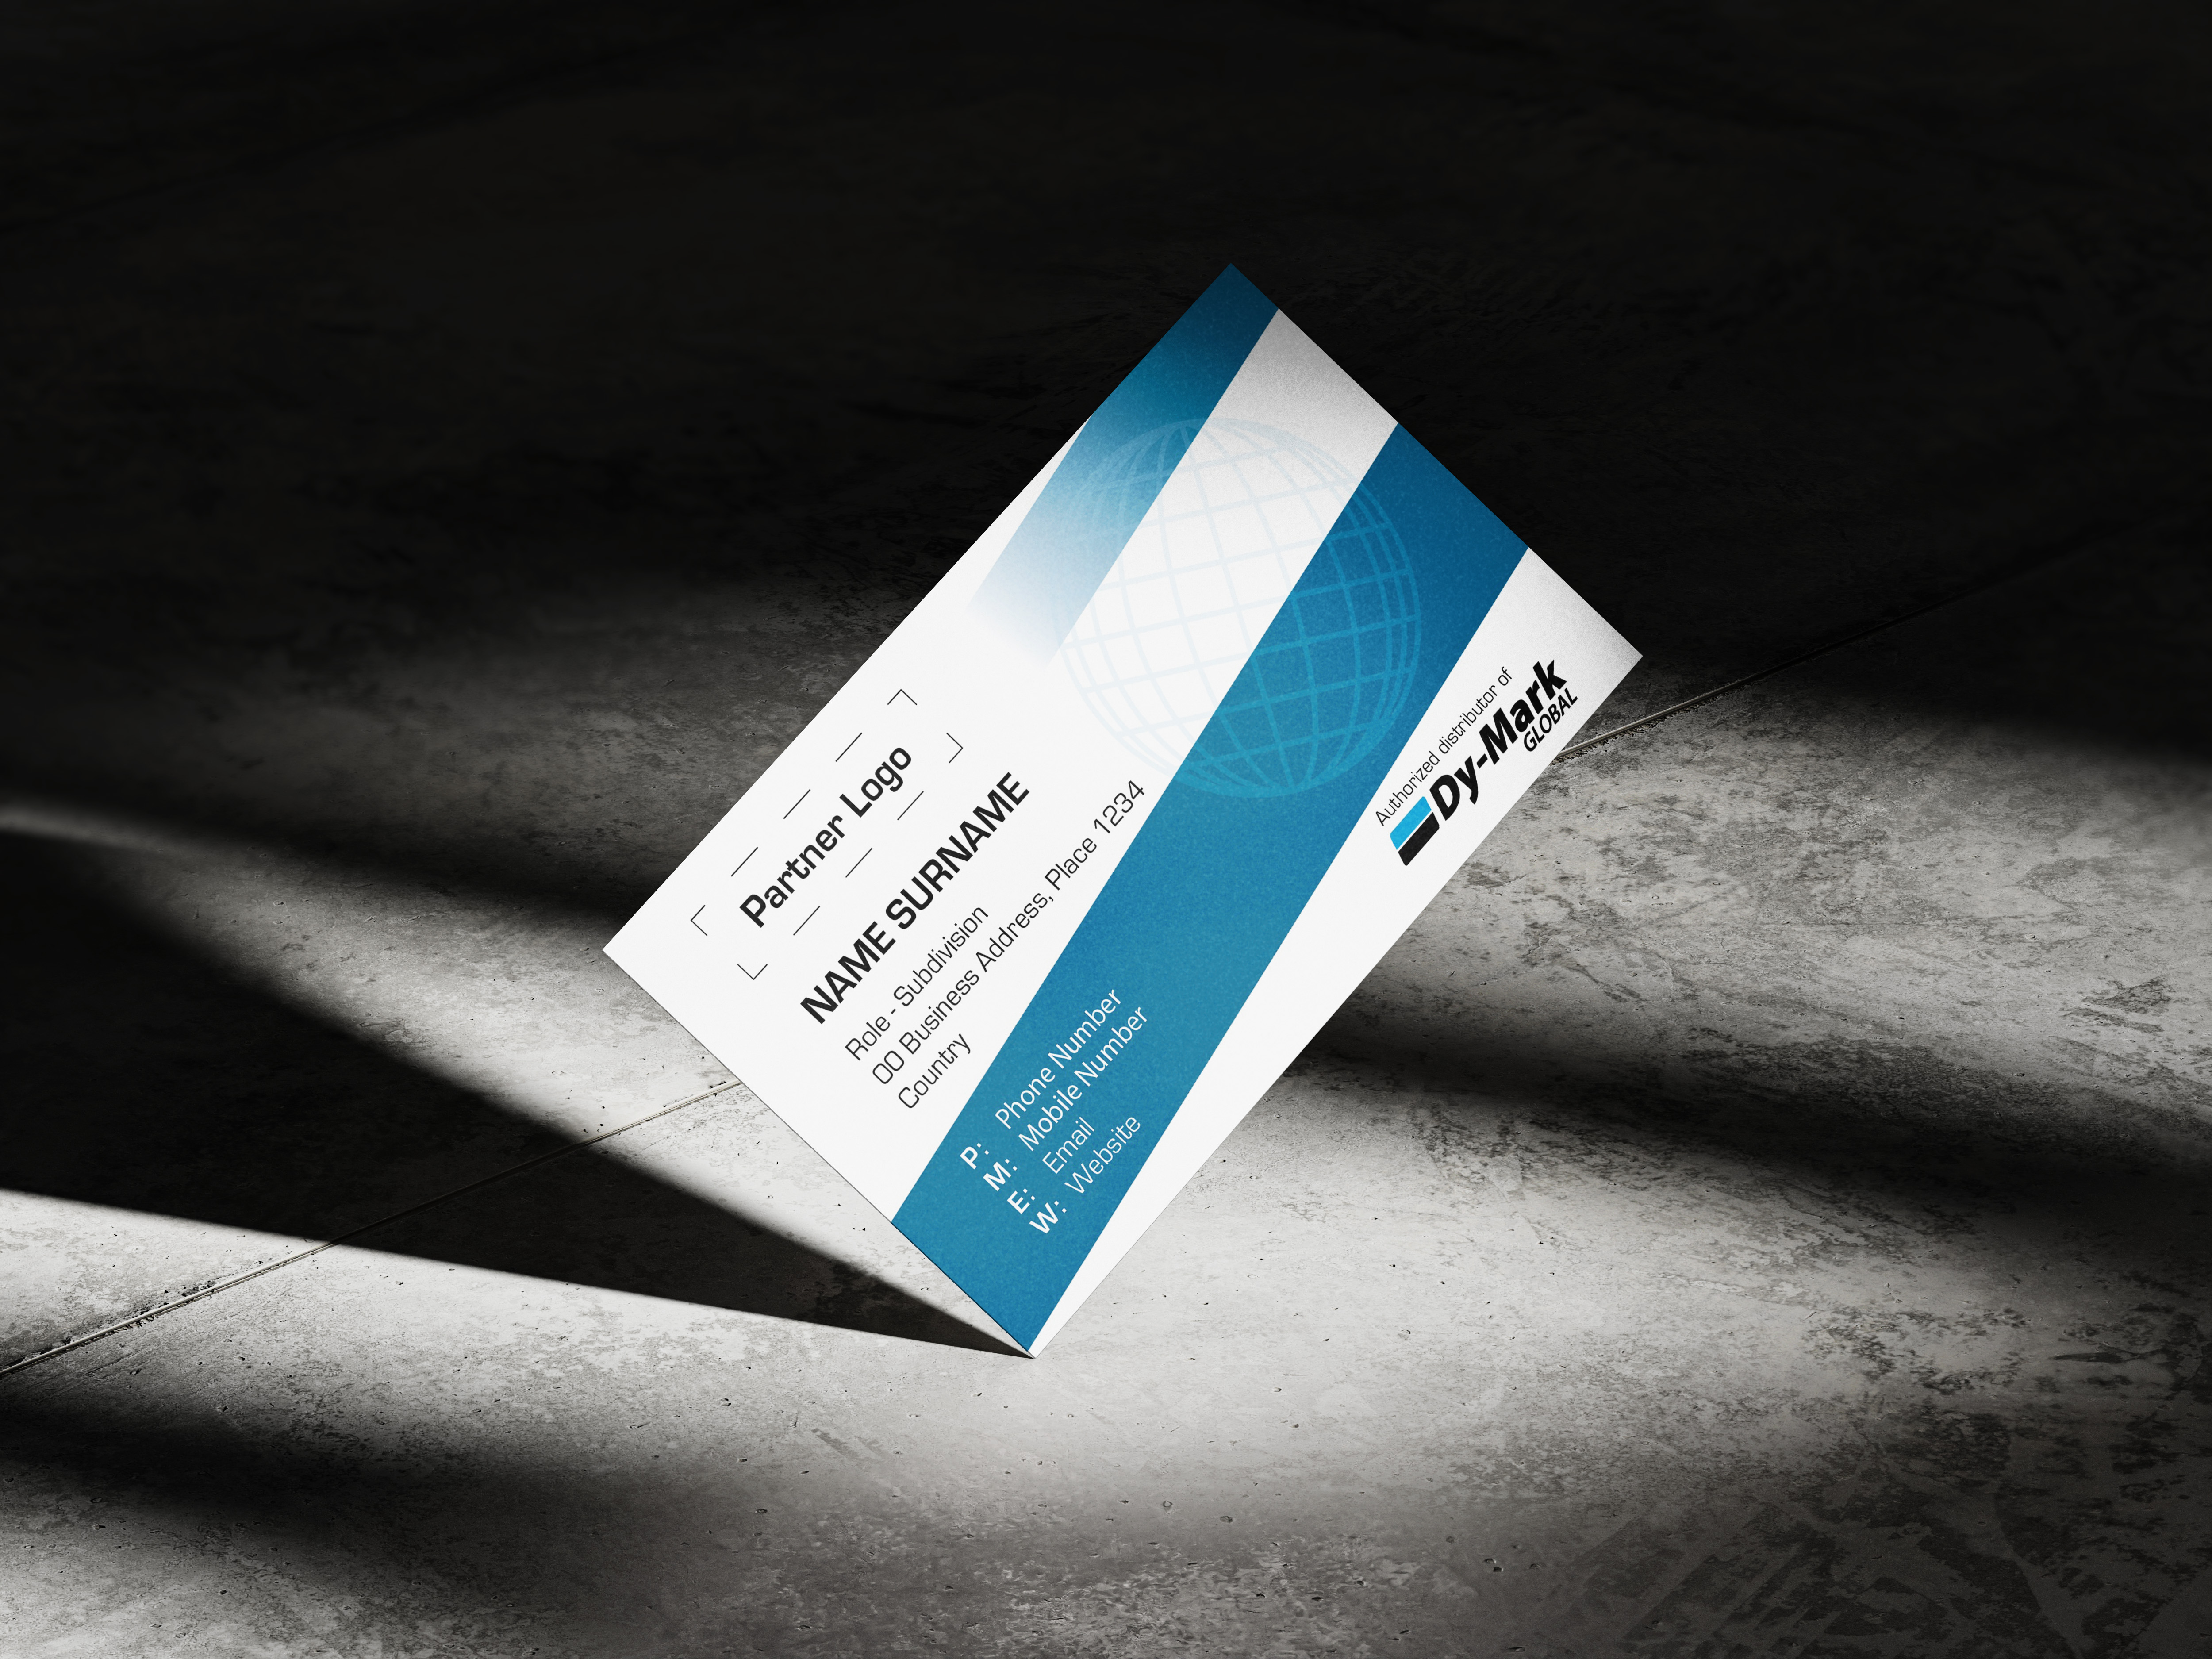 Partner Logo
NAME SURNAME
Role - Subdivision
00 Business Address, Place 1234
Country
P: Phone Number
M: Mobile Number
E: Email
W: Website
Authorized distributor of
Dy-Mark
GLOBAL